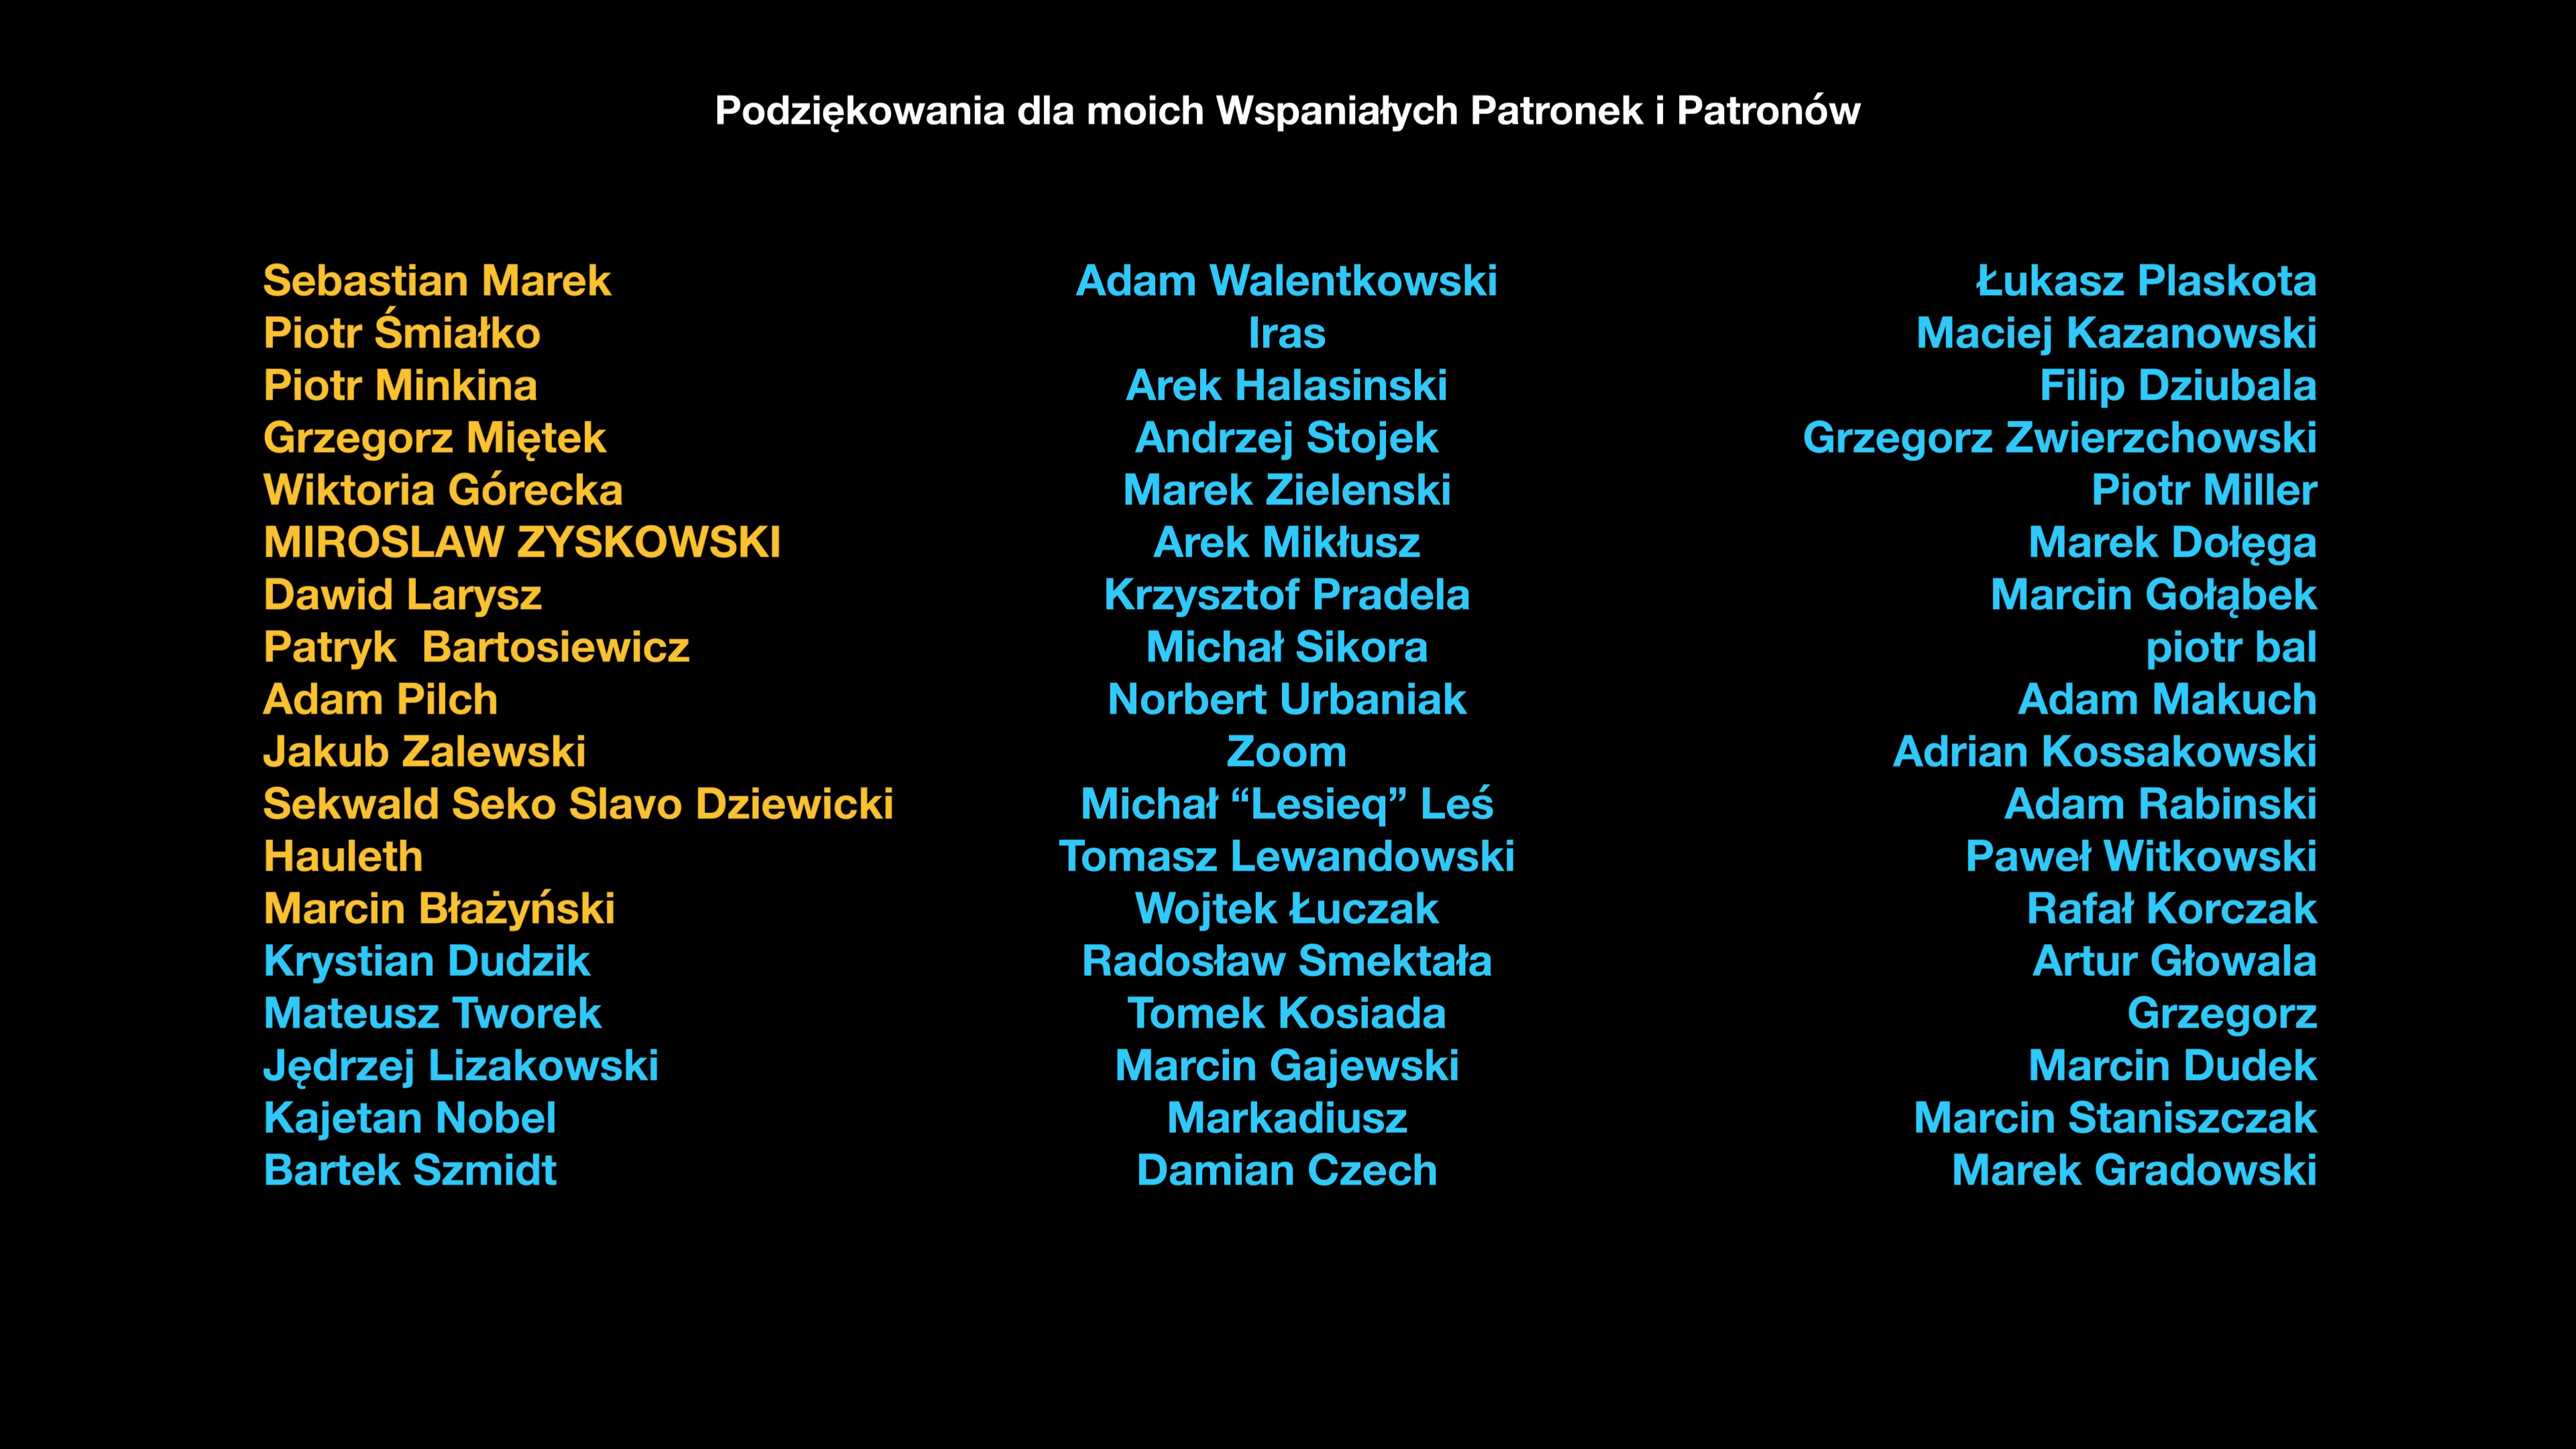 Podziękowania dla moich Wspaniałych Patronek i Patronów
Sebastian Marek
Piotr Śmiałko
Piotr Minkina
Grzegorz Miętek
Wiktoria Górecka
MIROSLAW ZYSKOWSKI
Dawid Larysz
Patryk  Bartosiewicz
Adam Pilch
Jakub Zalewski
Sekwald Seko Slavo Dziewicki
Hauleth
Marcin Błażyński
Krystian Dudzik
Mateusz Tworek
Jędrzej Lizakowski
Kajetan Nobel
Bartek Szmidt
Adam Walentkowski
Iras
Arek Halasinski
Andrzej Stojek
Marek Zielenski
Arek Mikłusz
Krzysztof Pradela
Michał Sikora
Norbert Urbaniak
Zoom
Michał “Lesieq” Leś
Tomasz Lewandowski
Wojtek Łuczak
Radosław Smektała
Tomek Kosiada
Marcin Gajewski
Markadiusz
Damian Czech
Łukasz Plaskota
Maciej Kazanowski
Filip Dziubala
Grzegorz Zwierzchowski
Piotr Miller
Marek Dołęga
Marcin Gołąbek
piotr bal
Adam Makuch
Adrian Kossakowski
Adam Rabinski
Paweł Witkowski
Rafał Korczak
Artur Głowala
Grzegorz
Marcin Dudek
Marcin Staniszczak
Marek Gradowski